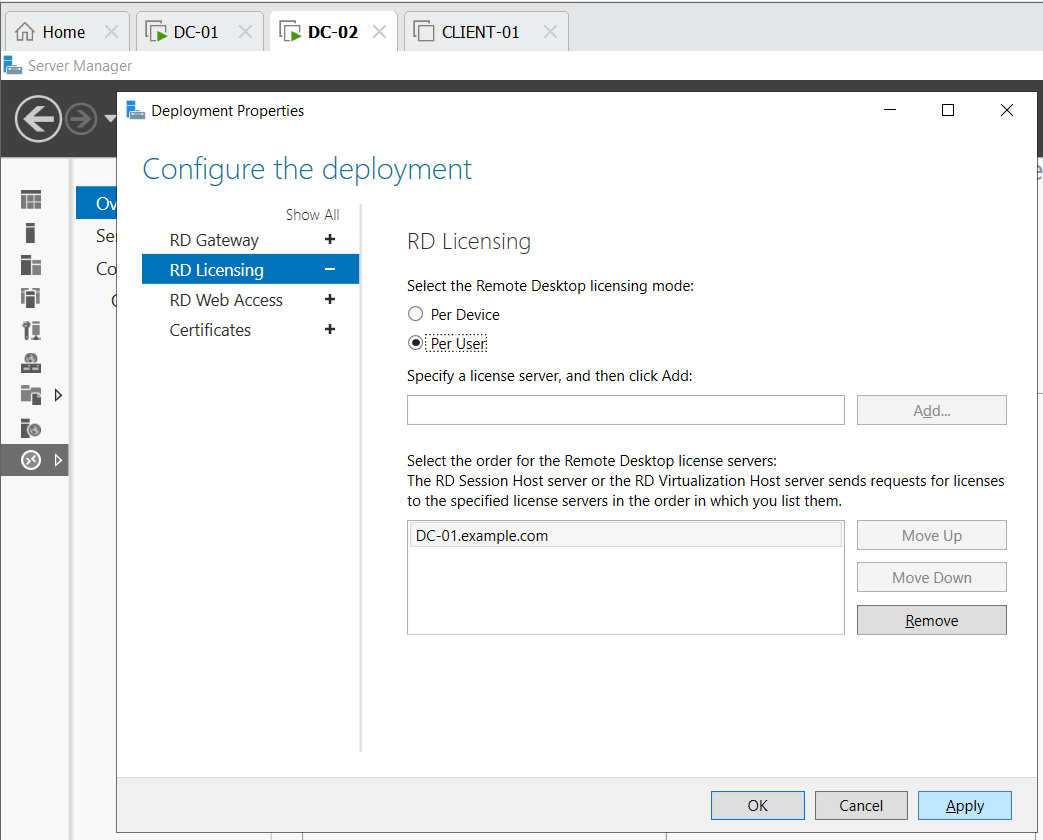 Home
DC-01
DC-02
CLIENT-01
Server Manager
Deployment Properties
Configure the deployment
Show All
RD Gateway
RD Licensing
RD Web Access
Certificates
RD Licensing
Select the Remote Desktop licensing mode:
Per Device
Per User
Specify a license server, and then click Add:
Add...
Select the order for the Remote Desktop license servers:
The RD Session Host server or the RD Virtualization Host server sends requests for licenses
to the specified license servers in the order in which you list them.
DC-01.example.com
Move Up
Move Down
Remove
OK
Cancel
Apply